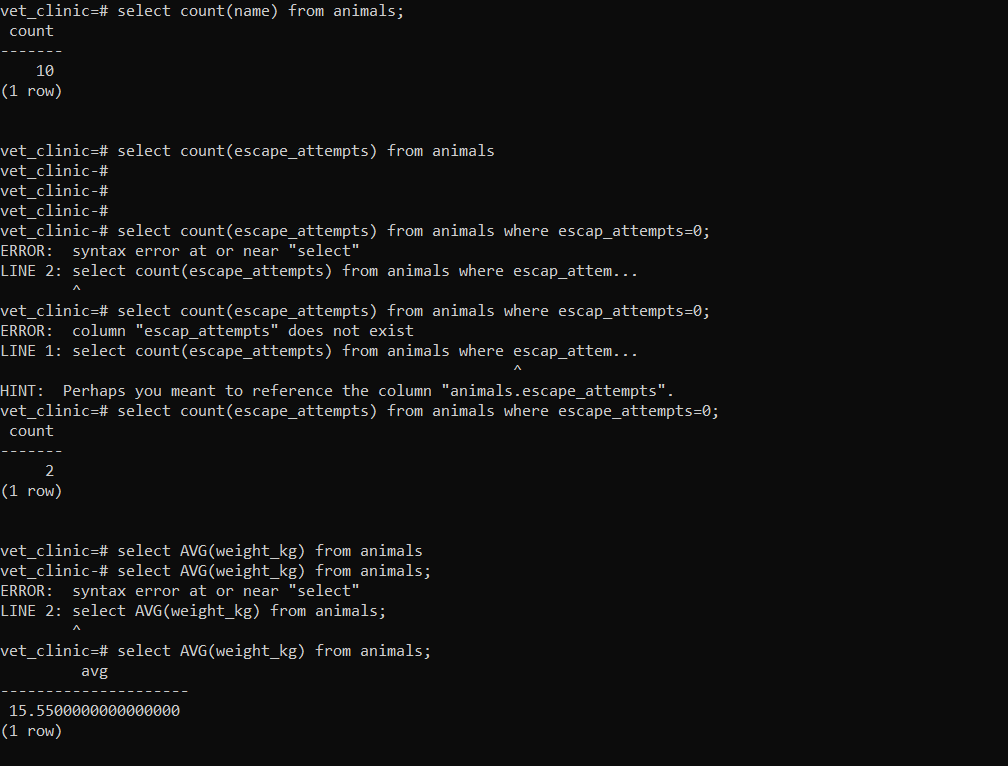 vet_clinic=# select count(name) from animals;
 count
-------
    10
(1 row)


vet_clinic=# select count(escape_attempts) from animals
vet_clinic-#
vet_clinic-#
vet_clinic-#
vet_clinic-# select count(escape_attempts) from animals where escap_attempts=0;
ERROR:  syntax error at or near "select"
LINE 2: select count(escape_attempts) from animals where escap_attem...
        ^
vet_clinic=# select count(escape_attempts) from animals where escap_attempts=0;
ERROR:  column "escap_attempts" does not exist
LINE 1: select count(escape_attempts) from animals where escap_attem...
                                                         ^
HINT:  Perhaps you meant to reference the column "animals.escape_attempts".
vet_clinic=# select count(escape_attempts) from animals where escape_attempts=0;
 count
-------
     2
(1 row)


vet_clinic=# select AVG(weight_kg) from animals
vet_clinic-# select AVG(weight_kg) from animals;
ERROR:  syntax error at or near "select"
LINE 2: select AVG(weight_kg) from animals;
        ^
vet_clinic=# select AVG(weight_kg) from animals;
         avg
---------------------
 15.5500000000000000
(1 row)